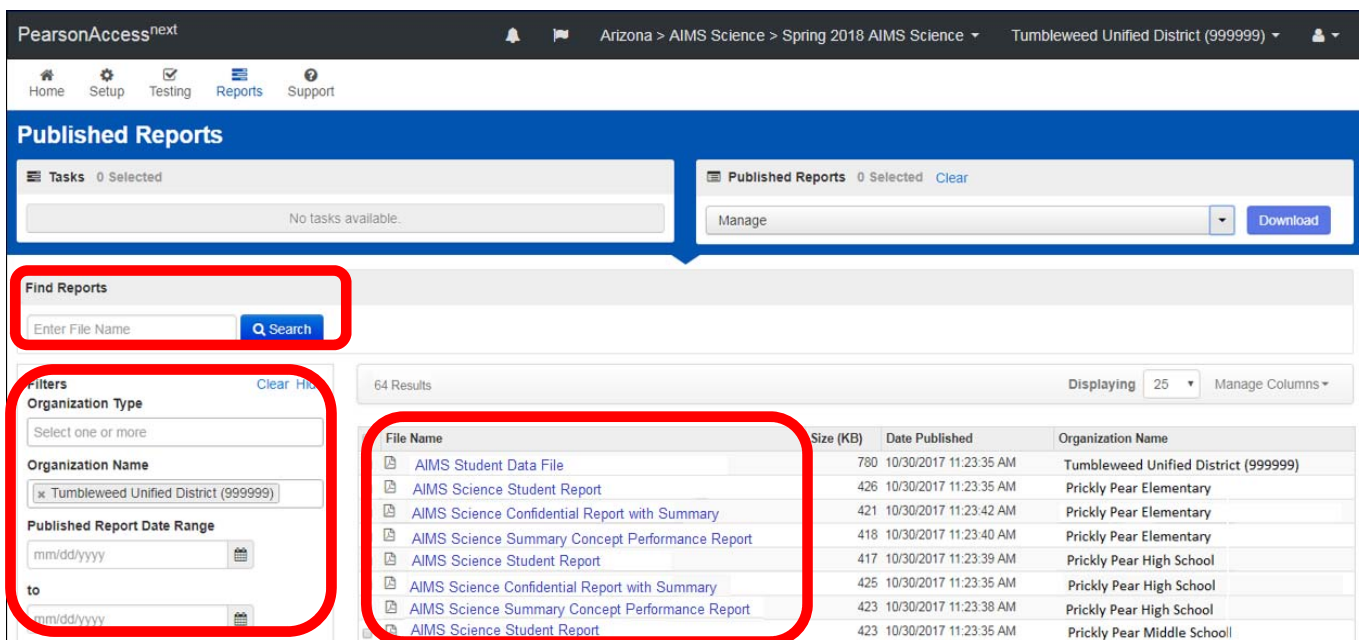 PearsonAccessnext Arizona > AIMS Science > Spring 2018 AIMS Science Tumbleweed Unified District (999999)
Home Setup Testing Reports Support
Published Reports
Tasks 0 Selected
No tasks available.
Published Reports 0 Selected Clear
Manage Download
Find Reports
Enter File Name Search
Filters Clear
Organization Type
Select one or more
Organization Name
× Tumbleweed Unified District (999999)
Published Report Date Range
mm/dd/yyyy
to
mm/dd/yyyy
64 Results Displaying 25 Manage Columns
File Name Size (KB) Date Published Organization Name
AIMS Student Data File 780 10/30/2017 11:23:35 AM Tumbleweed Unified District (999999)
AIMS Science Student Report 426 10/30/2017 11:23:35 AM Prickly Pear Elementary
AIMS Science Confidential Report with Summary 421 10/30/2017 11:23:42 AM Prickly Pear Elementary
AIMS Science Summary Concept Performance Report 418 10/30/2017 11:23:40 AM Prickly Pear Elementary
AIMS Science Student Report 417 10/30/2017 11:23:39 AM Prickly Pear High School
AIMS Science Confidential Report with Summary 425 10/30/2017 11:23:35 AM Prickly Pear High School
AIMS Science Summary Concept Performance Report 423 10/30/2017 11:23:38 AM Prickly Pear High School
AIMS Science Student Report 423 10/30/2017 11:23:35 AM Prickly Pear Middle School